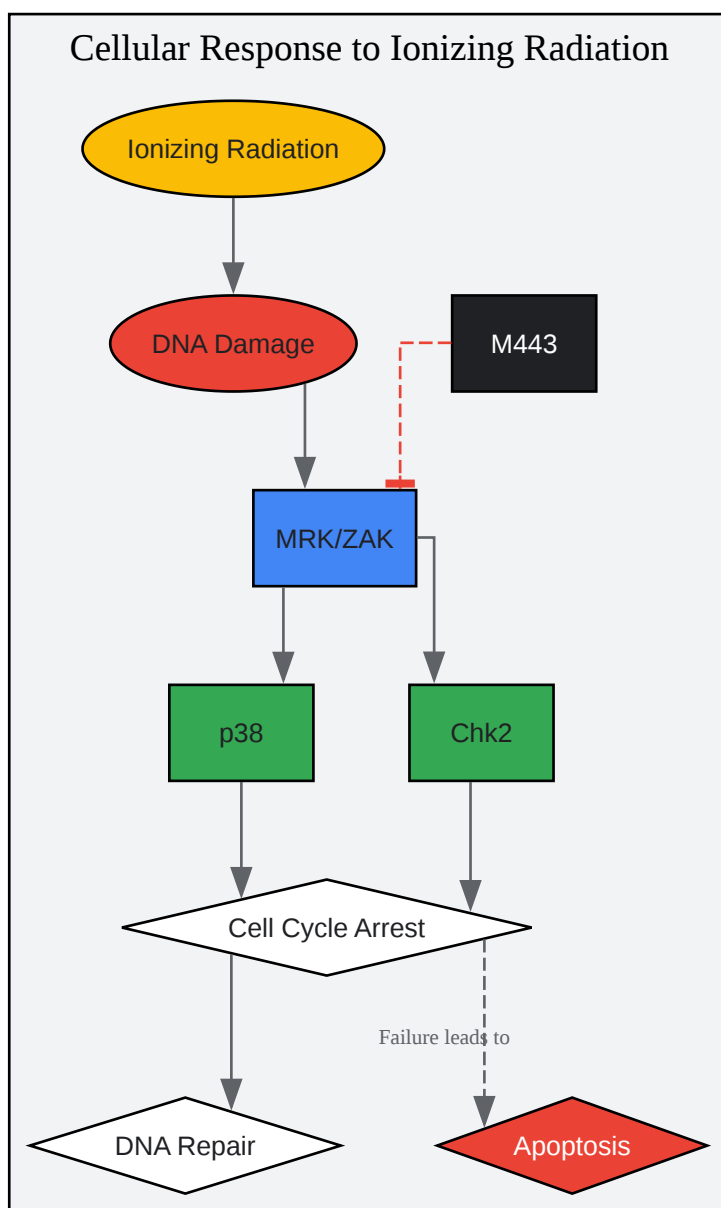 Cellular Response to Ionizing Radiation
Ionizing Radiation
DNA Damage
M443
MRK/ZAK
p38
Chk2
Cell Cycle Arrest
Failure leads to
DNA Repair
Apoptosis